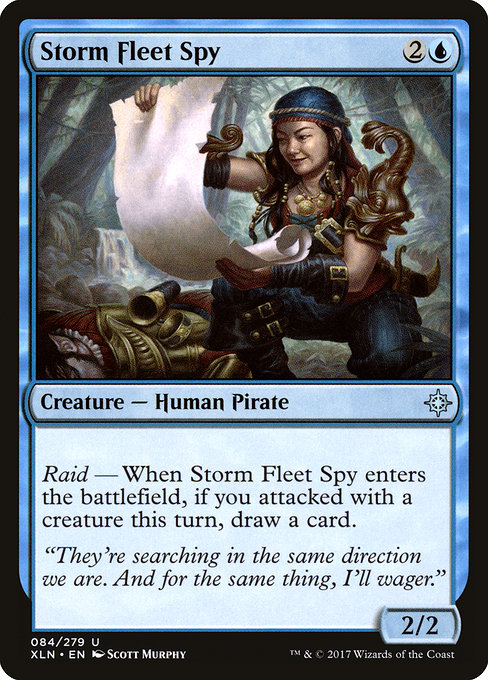 Storm Fleet Spy 2
Creature — Human Pirate
Raid — When Storm Fleet Spy enters
the battlefield, if you attacked with a
creature this turn, draw a card.
“They’re searching in the same direction
we are. And for the same thing, I’ll wager.”
2/2
084/279 U
XLN • EN Scott Murphy
™ & © 2017 Wizards of the Coast